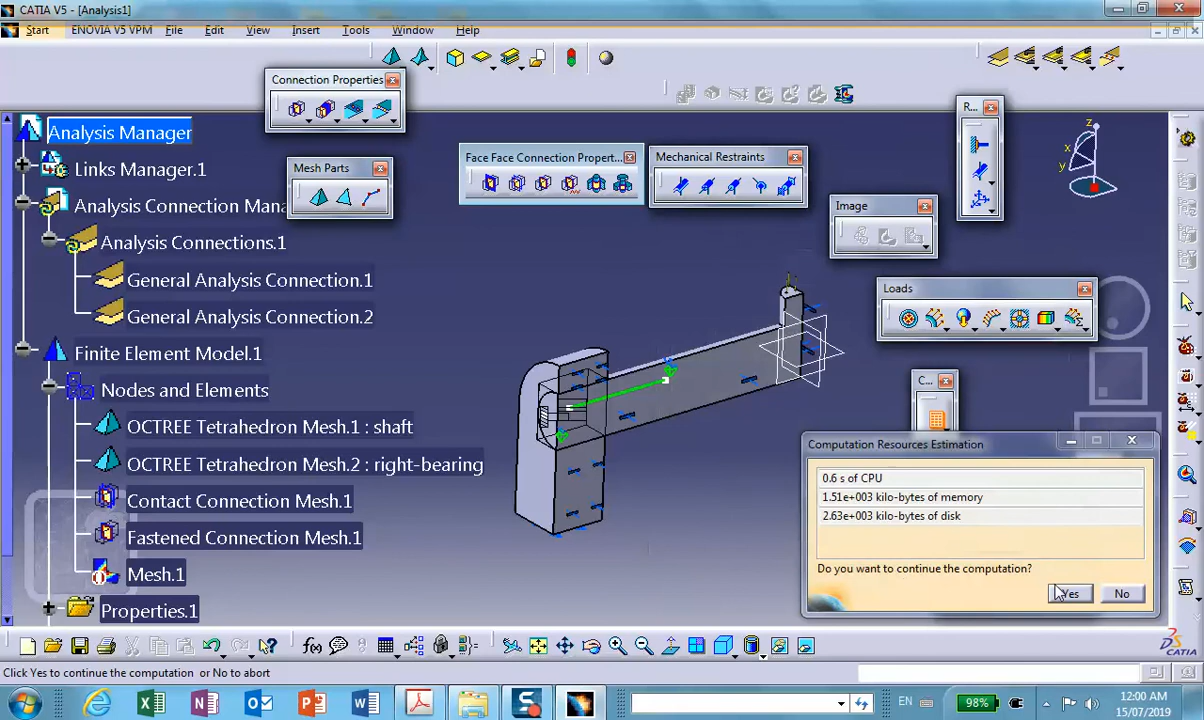 CATIA V5 - [Analysis1]
Start ENOVIA V5 VPM File Edit View Insert Tools Window Help
Connection Properties
R...
Mesh Parts
Face Face Connection Propert...
Mechanical Restraints
Image
Loads
C...
Analysis Manager
Links Manager.1
Analysis Connection Mana
Analysis Connections.1
General Analysis Connection.1
General Analysis Connection.2
Finite Element Model.1
Nodes and Elements
OCTREE Tetrahedron Mesh.1 : shaft
OCTREE Tetrahedron Mesh.2 : right-bearing
Contact Connection Mesh.1
Fastened Connection Mesh.1
Mesh.1
Properties.1
z
x
y
Computation Resources Estimation
0.6 s of CPU
1.51e+003 kilo-bytes of memory
2.63e+003 kilo-bytes of disk
Do you want to continue the computation?
Yes No
f(x)
CATIA
Click Yes to continue the computation or No to abort
EN 98% 12:00 AM
15/07/2019